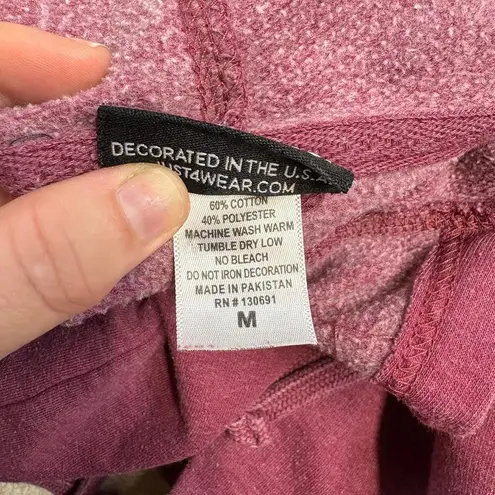 DECORATED IN THE U.S.A.
UST4WEAR.COM
60% COTTON
40% POLYESTER
MACHINE WASH WARM
TUMBLE DRY LOW
NO BLEACH
DO NOT IRON DECORATION
MADE IN PAKISTAN
RN # 130691
M